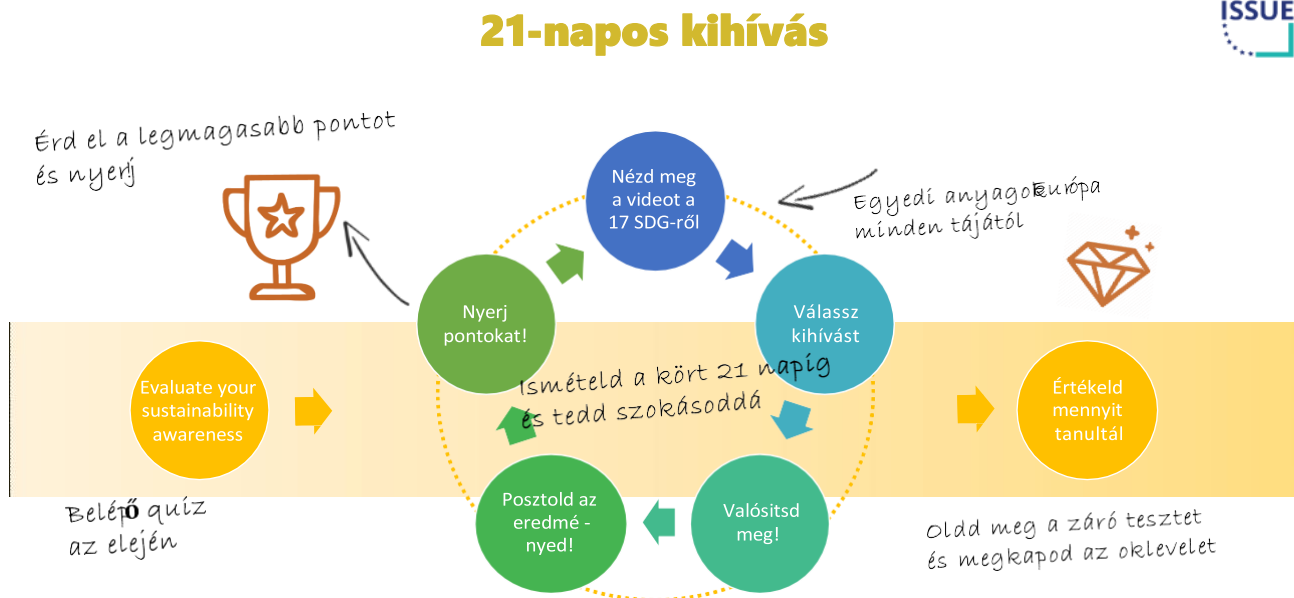 21-napos kihívás
ISSUE
Érd el a legmagasabb pontot
és nyerj!
Nézd meg
a videot a
17 SDG-ről
Egyedi anyagok Európa
minden tájától
Nyerj
pontokat!
Válassz
kihívást
Ismételd a kört 21 napig
és tedd szokásoddá
Evaluate your
sustainability
awareness
Értékeld
mennyit
tanultál
Belépő quiz
az elején
Posztold az
eredmé -
nyed!
Valósitsd
meg!
Oldd meg a záró tesztet
és megkapod az oklevelet